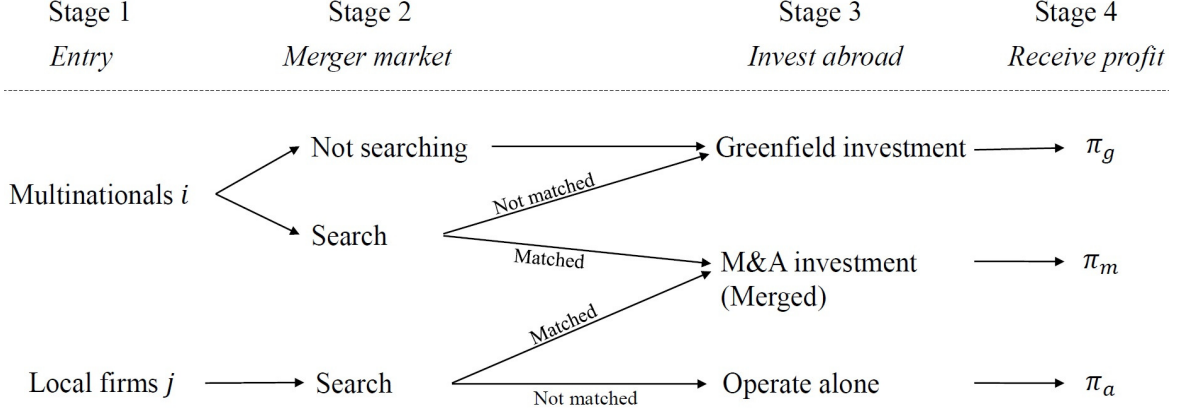 Stage 1 Stage 2 Stage 3 Stage 4
Entry Merger market Invest abroad Receive profit
Not searching Greenfield investment π_g
Multinationals i
Not matched
Search
Matched M&A investment π_m
(Merged)
Matched
Local firms j Search Operate alone π_a
Not matched